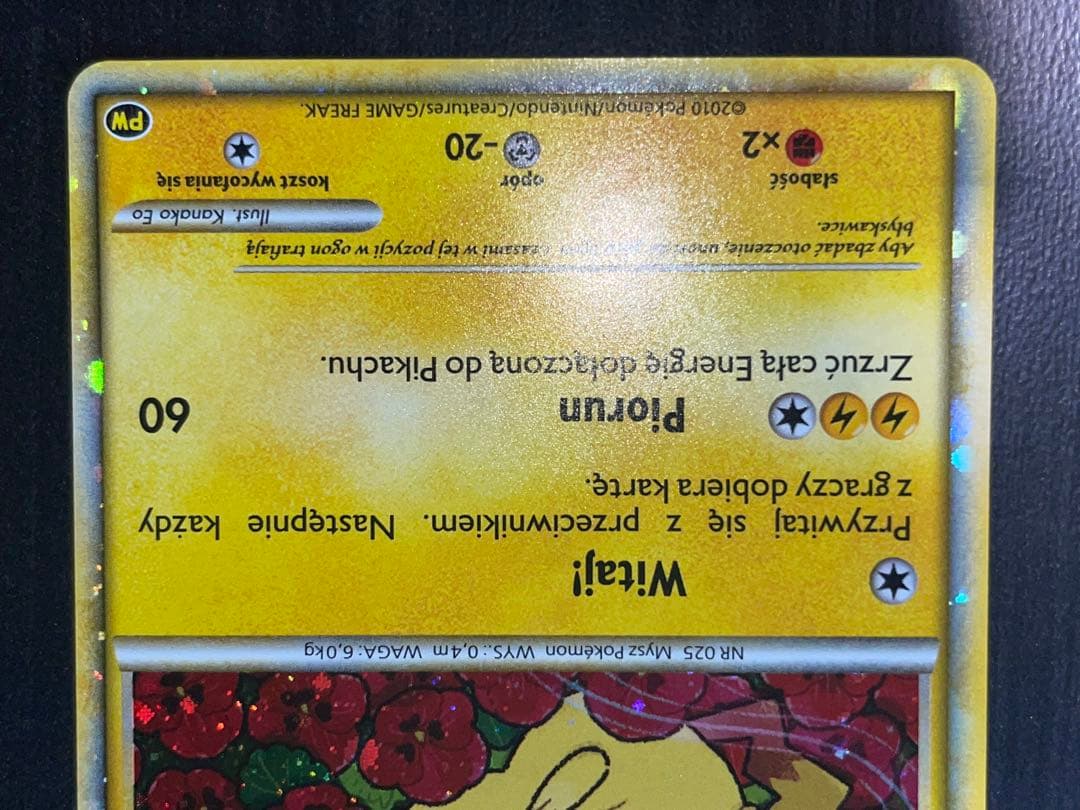 NR 025 Mysz Pokémon WYS.: 0,4m WAGA: 6,0kg
Witaj!
Przywitaj się z przeciwnikiem. Następnie każdy
z graczy dobiera kartę.
Piorun 60
Zrzuć całą Energię dołączoną do Pikachu.
Aby zbadać otoczenie, unosi czasami w tej pozycji w ogon trafiają
błyskawice.
Ilust. Kanako Eo
słabość opór koszt wycofania się
×2 -20
©2010 Pokémon/Nintendo/Creatures/GAME FREAK.
PW